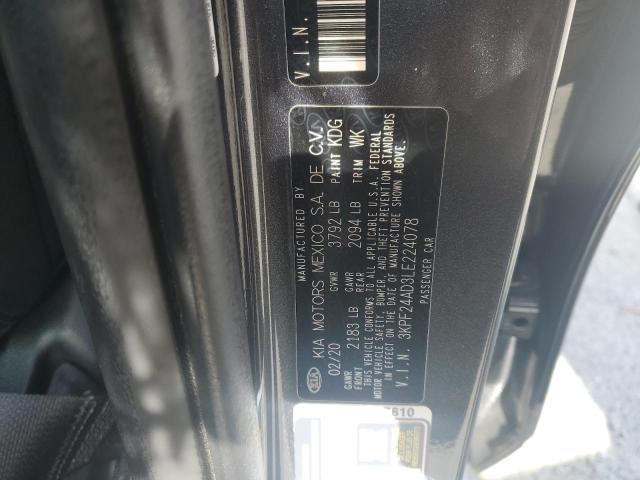 V.I.N.
MANUFACTURED BY
KIA KIA MOTORS MEXICO S.A. DE C.V.
02/20 GVWR 3792 LB PAINT KDG
GAWR FRONT 2183 LB GAWR REAR 2094 LB TRIM WK
THIS VEHICLE CONFORMS TO ALL APPLICABLE U.S.A. FEDERAL
MOTOR VEHICLE SAFETY, BUMPER, AND THEFT PREVENTION STANDARDS
IN EFFECT ON THE DATE OF MANUFACTURE SHOWN ABOVE.
V.I.N. 3KPF24AD3LE224078
PASSENGER CAR
610